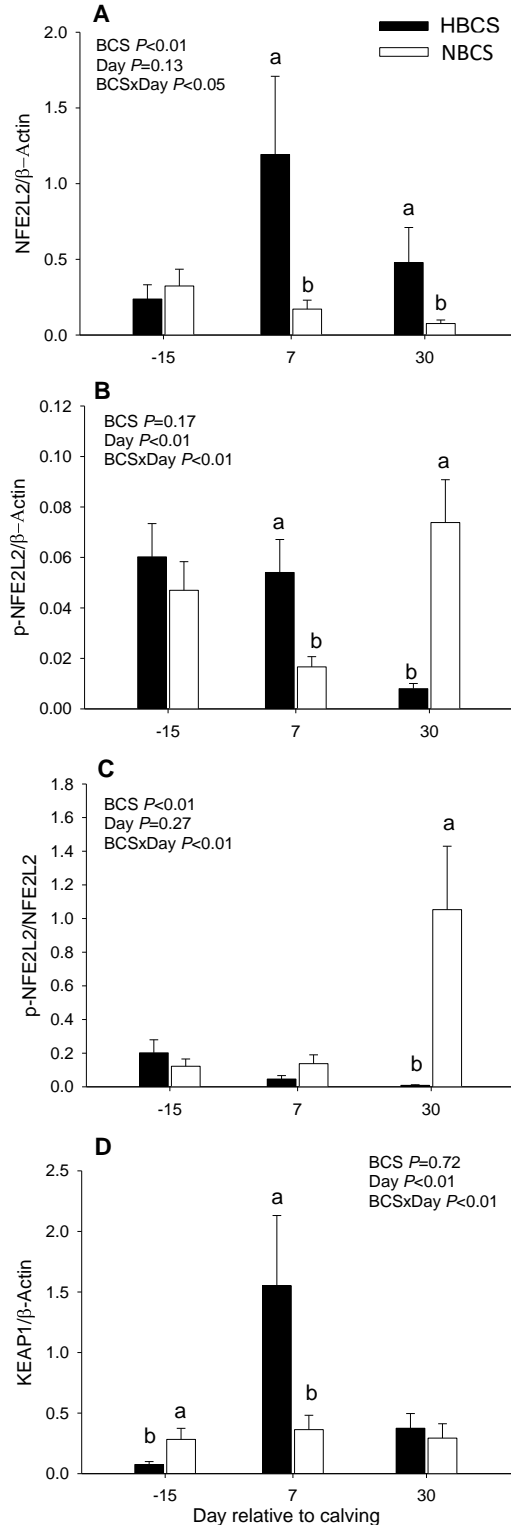 HBCS
NBCS
A
BCS P<0.01
Day P=0.13
BCSxDay P<0.05
NFE2L2/β−Actin
2.0
1.5
1.0
0.5
0.0
a
b
a
b
-15 7 30
B
BCS P=0.17
Day P<0.01
BCSxDay P<0.01
p-NFE2L2/β−Actin
0.12
0.10
0.08
0.06
0.04
0.02
0.00
a
b
b
a
-15 7 30
C
BCS P<0.01
Day P=0.27
BCSxDay P<0.01
p-NFE2L2/NFE2L2
1.8
1.6
1.4
1.2
1.0
0.8
0.6
0.4
0.2
0.0
b
a
-15 7 30
D
BCS P=0.72
Day P<0.01
BCSxDay P<0.01
KEAP1/β-Actin
2.5
2.0
1.5
1.0
0.5
0.0
b
a
a
b
-15 7 30
Day relative to calving